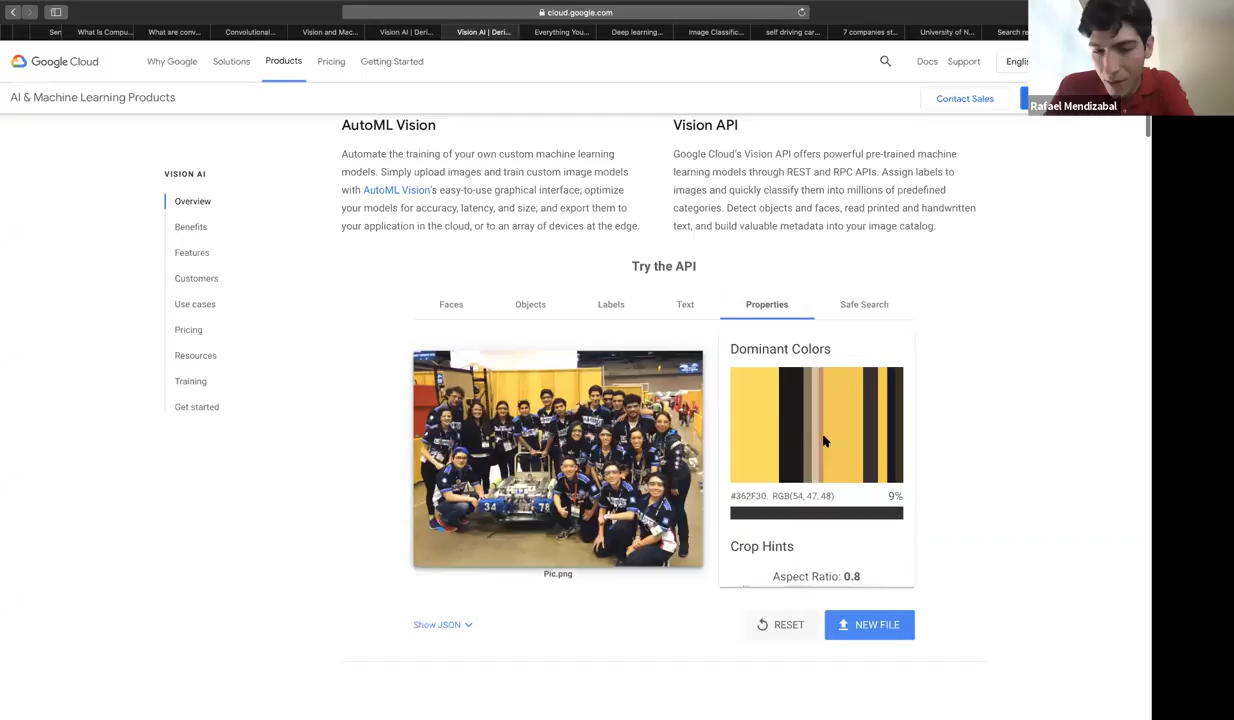 cloud.google.com
Sen
What Is Compu...
What are conv...
Convolutional...
Vision and Mac...
Vision AI | Deri...
Vision AI | Deri...
Everything You...
Deep learning...
Image Classific...
self driving car...
7 companies st...
University of N...
Search re
Google Cloud
Why Google
Solutions
Products
Pricing
Getting Started
Docs
Support
Englis
Rafael Mendizabal
AI & Machine Learning Products
Contact Sales
VISION AI
Overview
Benefits
Features
Customers
Use cases
Pricing
Resources
Training
Get started
AutoML Vision
Automate the training of your own custom machine learning
models. Simply upload images and train custom image models
with AutoML Vision's easy-to-use graphical interface; optimize
your models for accuracy, latency, and size; and export them to
your application in the cloud, or to an array of devices at the edge.
Vision API
Google Cloud's Vision API offers powerful pre-trained machine
learning models through REST and RPC APIs. Assign labels to
images and quickly classify them into millions of predefined
categories. Detect objects and faces, read printed and handwritten
text, and build valuable metadata into your image catalog.
Try the API
Faces
Objects
Labels
Text
Properties
Safe Search
34
78
Pic.png
Dominant Colors
#362F30. RGB(54, 47, 48)
9%
Crop Hints
Aspect Ratio: 0.8
Show JSON
RESET
NEW FILE